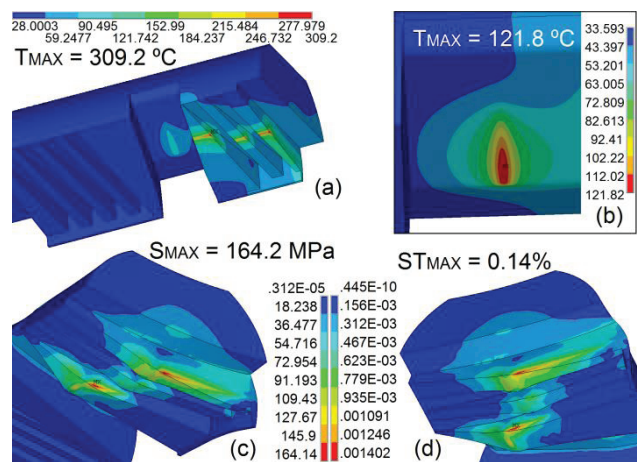 28.0003 90.495 152.99 215.484 277.979
59.2477 121.742 184.237 246.732 309.2
TMAX = 309.2 ºC
(a)
TMAX = 121.8 ºC
33.593
43.397
53.201
63.005
72.809
82.613
92.41
102.22
112.02
121.82
(b)
SMAX = 164.2 MPa
STMAX = 0.14%
.312E-05 .445E-10
18.238 .156E-03
36.477 .312E-03
54.716 .467E-03
72.954 .623E-03
91.193 .779E-03
109.43 .935E-03
127.67 .001091
145.9 .001246
164.14 .001402
(c)
(d)